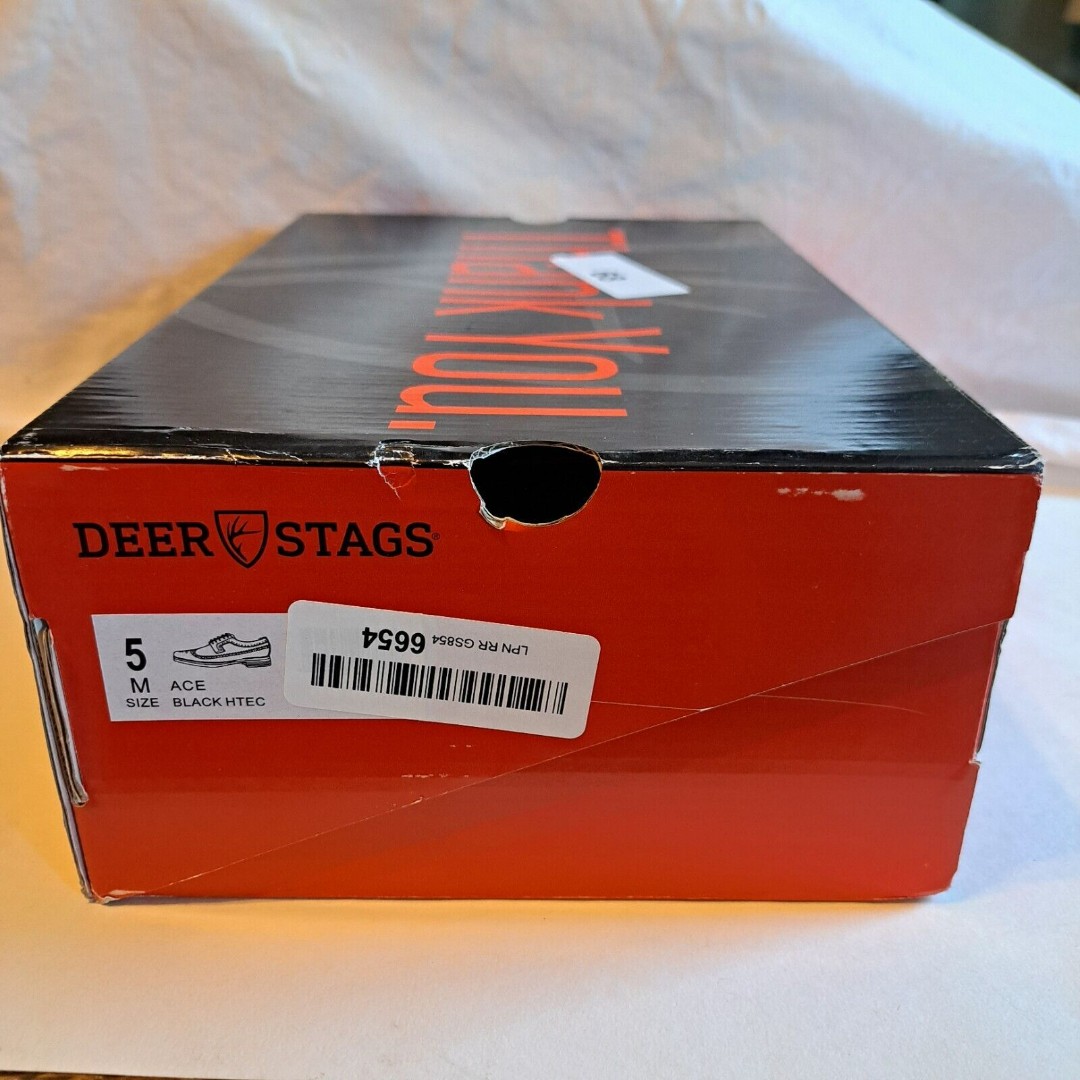 Thank You.
DEER STAGS®
5
M ACE
SIZE BLACK HTEC
LPN RR GS854 6654